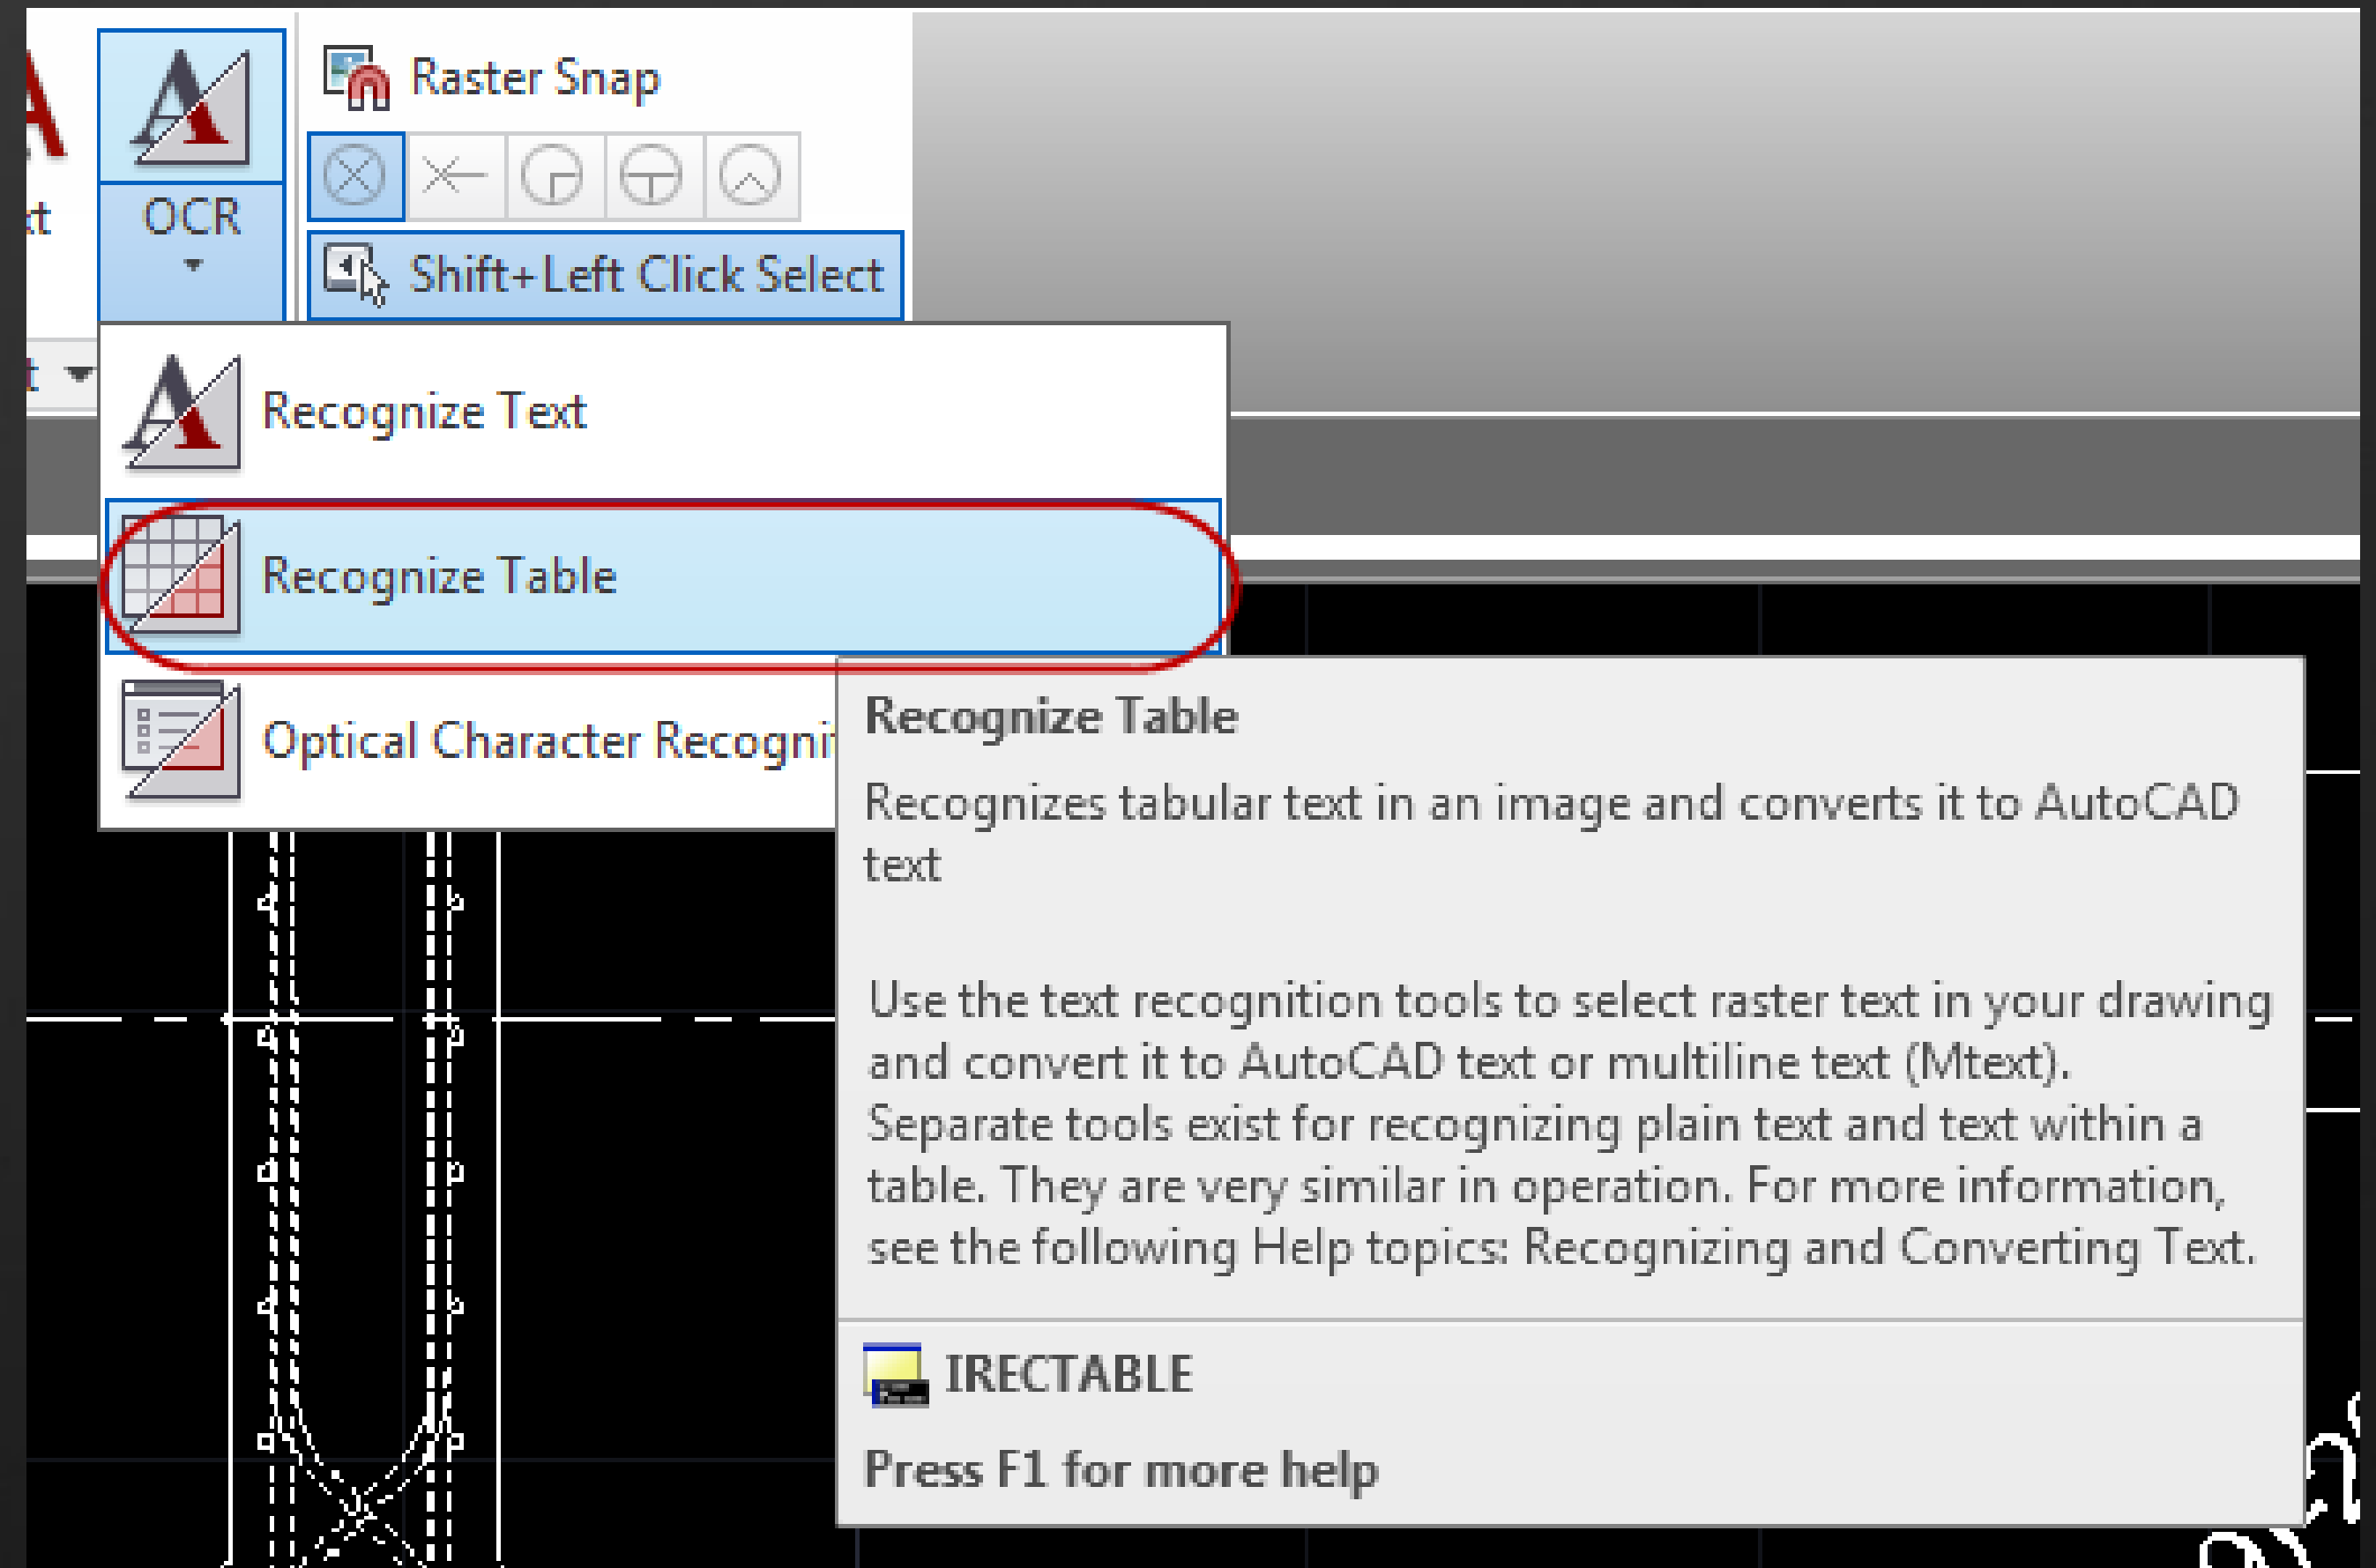 Raster Snap
OCR
Shift+Left Click Select
Recognize Text
Recognize Table
Optical Character
Recognize Table
Recognizes tabular text in an image and converts it to AutoCAD
text
Use the text recognition tools to select raster text in your drawing
and convert it to AutoCAD text or multiline text (Mtext).
Separate tools exist for recognizing plain text and text within a
table. They are very similar in operation. For more information,
see the following Help topics: Recognizing and Converting Text.
IRECTABLE
Press F1 for more help